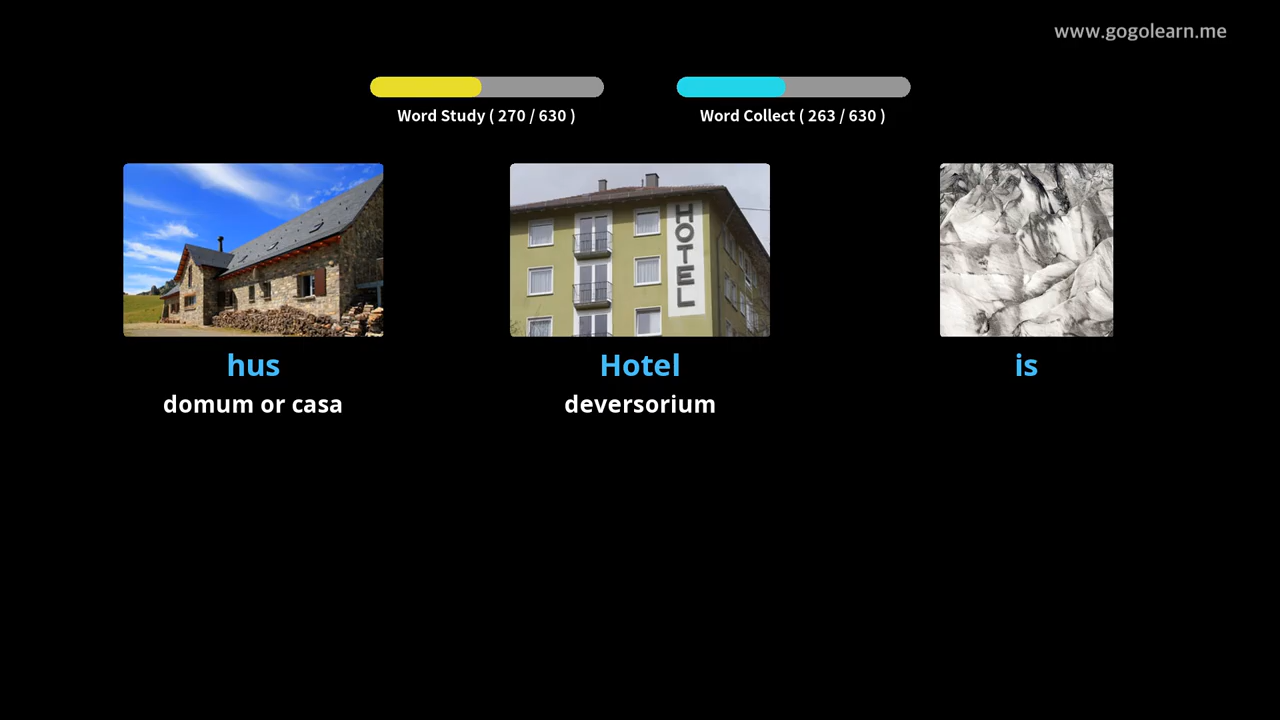 www.gogolearn.me
Word Study ( 270 / 630 )
Word Collect ( 263 / 630 )
HOTEL
hus
Hotel
is
domum or casa
deversorium